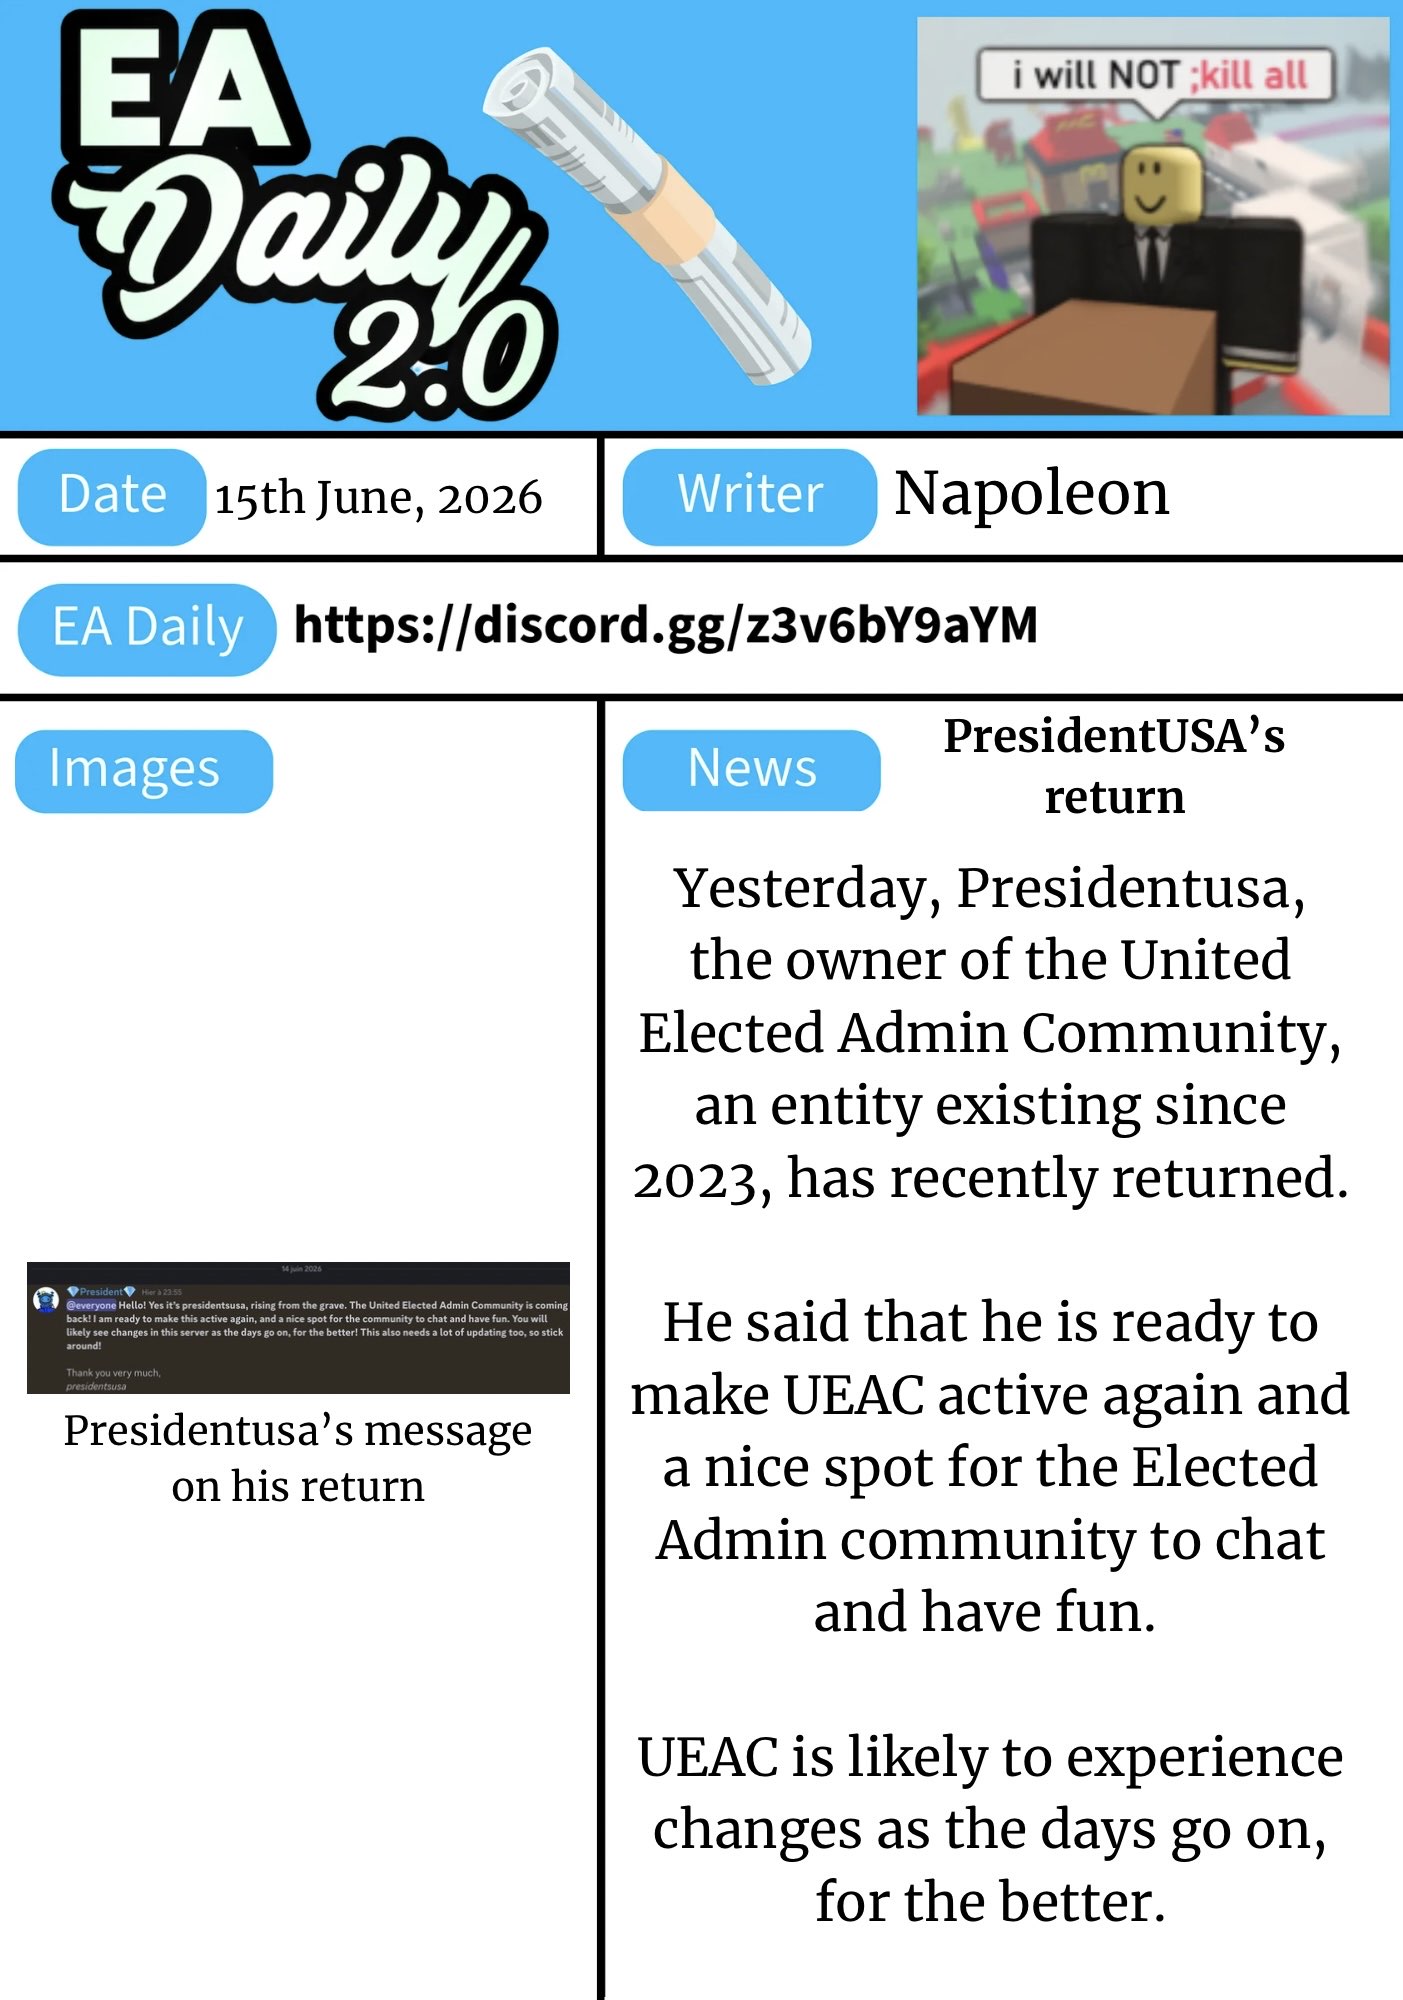 EA
Daily
2.0
i will NOT ;kill all
Date
15th June, 2026
Writer
Napoleon
EA Daily
https://discord.gg/z3v6bY9aYM
Images
14 juin 2026
💎President💎 Hier à 23:55
@everyone Hello! Yes it's presidentsusa, rising from the grave. The United Elected Admin Community is coming
back! I am ready to make this active again, and a nice spot for the community to chat and have fun. You will
likely see changes in this server as the days go on, for the better! This also needs a lot of updating too, so stick
around!
Thank you very much,
presidentsusa
Presidentusa’s message
on his return
News
PresidentUSA’s
return
Yesterday, Presidentusa,
the owner of the United
Elected Admin Community,
an entity existing since
2023, has recently returned.
He said that he is ready to
make UEAC active again and
a nice spot for the Elected
Admin community to chat
and have fun.
UEAC is likely to experience
changes as the days go on,
for the better.